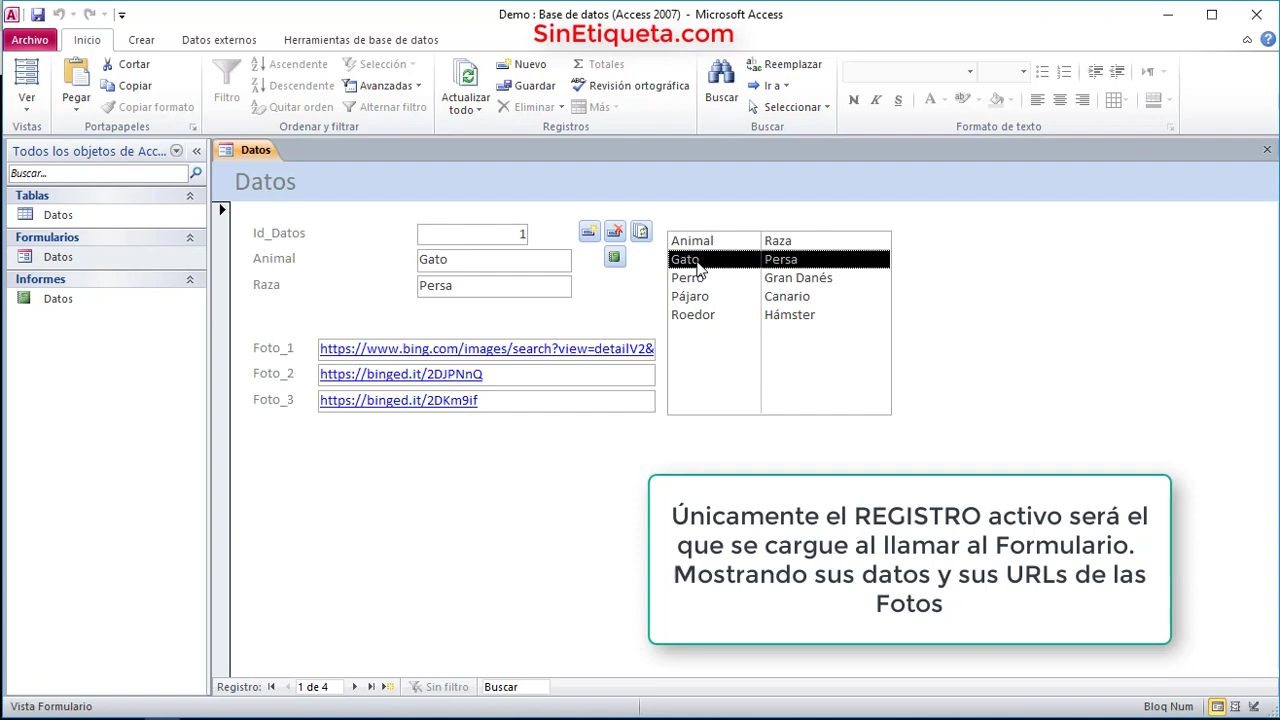 Demo : Base de datos (Access 2007) - Microsoft Access
SinEtiqueta.com
Archivo Inicio Crear Datos externos Herramientas de base de datos
Ver
Vistas
Pegar
Cortar
Copiar
Copiar formato
Portapapeles
Filtro
Ascendente
Descendente
Quitar orden
Selección
Avanzadas
Alternar filtro
Ordenar y filtrar
Actualizar
todo
Nuevo
Guardar
Eliminar
Totales
Revisión ortográfica
Más
Registros
Buscar
Reemplazar
Ir a
Seleccionar
Buscar
N K S A
Formato de texto
Todos los objetos de Acc...
Buscar...
Tablas
Datos
Formularios
Datos
Informes
Datos
Datos
Datos
Id_Datos 1
Animal Gato
Raza Persa
Foto_1 https://www.bing.com/images/search?view=detailV2&
Foto_2 https://binged.it/2DJPNnQ
Foto_3 https://binged.it/2DKm9if
Animal Raza
Gato Persa
Perro Gran Danés
Pájaro Canario
Roedor Hámster
Únicamente el REGISTRO activo será el
que se cargue al llamar al Formulario.
Mostrando sus datos y sus URLs de las
Fotos
Registro: 1 de 4 Sin filtro Buscar
Vista Formulario Bloq Num